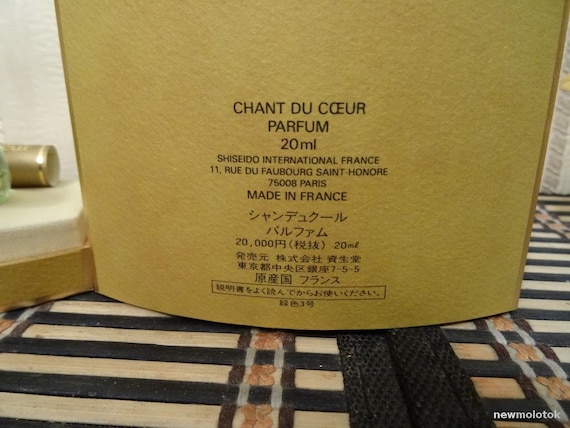 CHANT DU CŒUR
PARFUM
20ml
SHISEIDO INTERNATIONAL FRANCE
11, RUE DU FAUBOURG SAINT-HONORE
75008 PARIS
MADE IN FRANCE
シャンデュクール
パルファム
20,000円(税抜) 20ml
発売元 株式会社 資生堂
東京都中央区銀座7-5-5
原産国 フランス
説明書をよく読んでからお使いください。
緑色3号
newmolotok